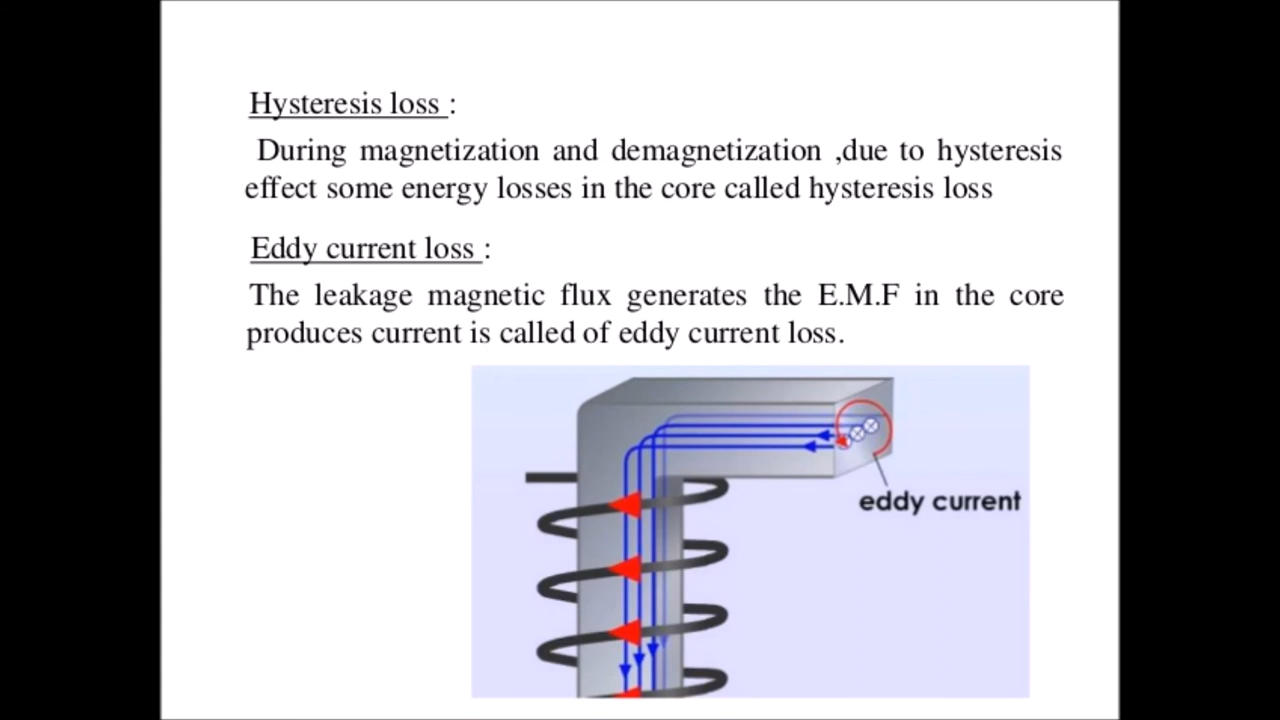 Hysteresis loss :
During magnetization and demagnetization ,due to hysteresis
effect some energy losses in the core called hysteresis loss
Eddy current loss :
The leakage magnetic flux generates the E.M.F in the core
produces current is called of eddy current loss.
eddy current